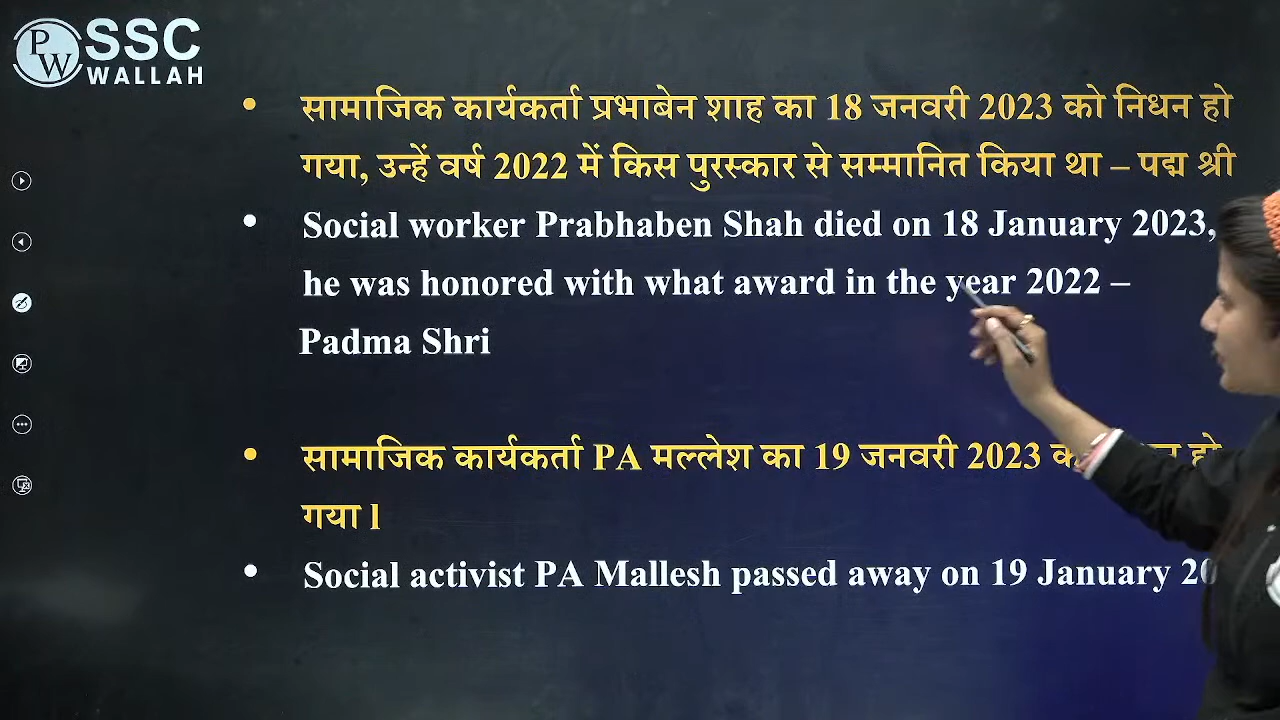 PW SSC
WALLAH
सामाजिक कार्यकर्ता प्रभाबेन शाह का 18 जनवरी 2023 को निधन हो
गया, उन्हें वर्ष 2022 में किस पुरस्कार से सम्मानित किया था – पद्म श्री
Social worker Prabhaben Shah died on 18 January 2023,
he was honored with what award in the year 2022 –
Padma Shri
सामाजिक कार्यकर्ता PA मल्लेश का 19 जनवरी 2023 हो
गया l
Social activist PA Mallesh passed away on 19 January